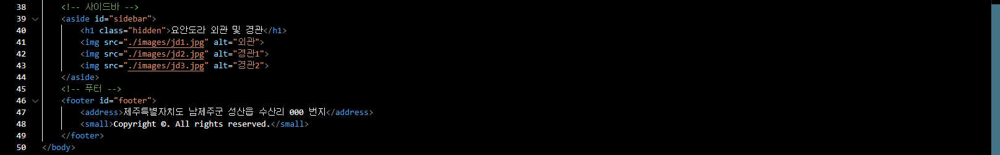 38 <!-- 사이드바 -->
39 <aside id="sidebar">
40 <h1 class="hidden">요안도라 외관 및 경관</h1>
41 <img src="./images/jd1.jpg" alt="외관">
42 <img src="./images/jd2.jpg" alt="경관1">
43 <img src="./images/jd3.jpg" alt="경관2">
44 </aside>
45 <!-- 푸터 -->
46 <footer id="footer">
47 <address>제주특별자치도 남제주군 성산읍 수산리 000 번지</address>
48 <small>Copyright ©. All rights reserved.</small>
49 </footer>
50 </body>